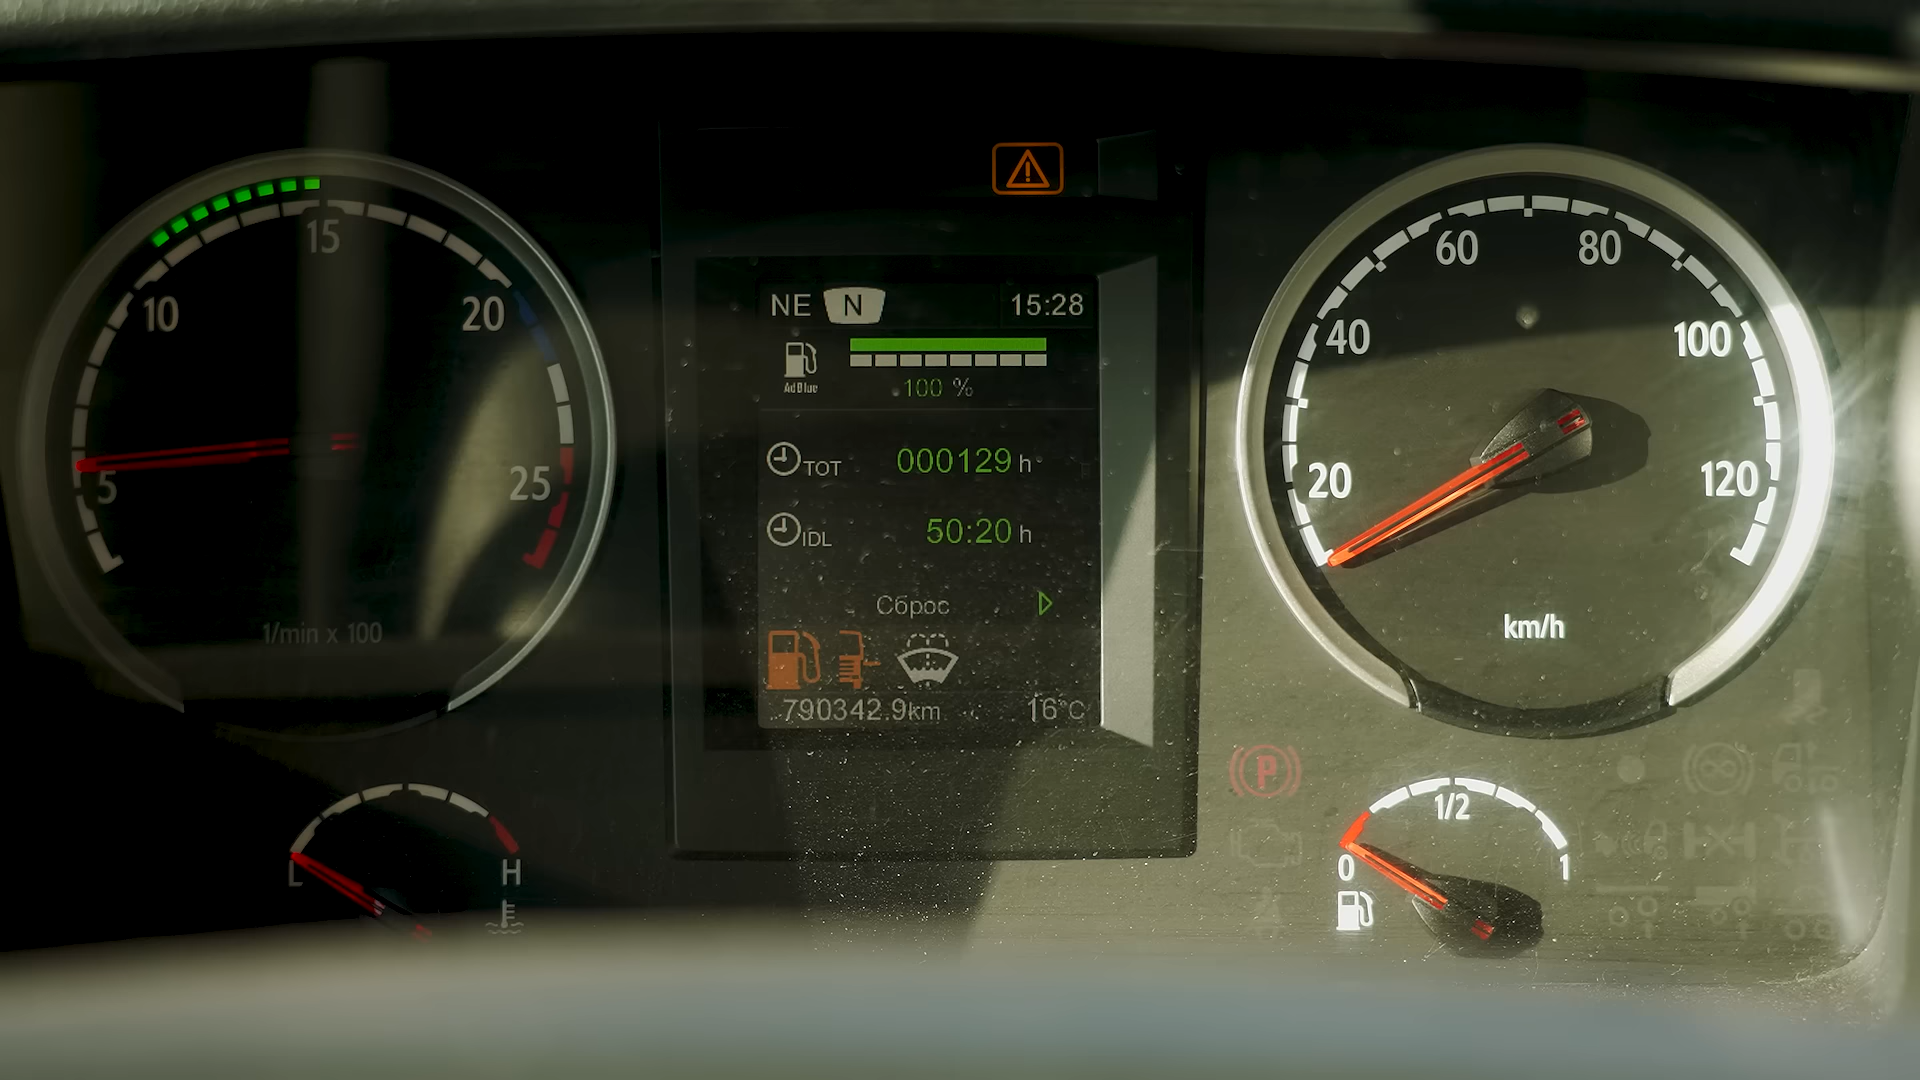 15
10
20
5
25
1/min x 100
L
H
NE N 15:28
AdBlue
100 %
TOT 000129 h
IDL 50:20 h
Сброс
790342.9km 16°C
60
80
40
100
20
120
km/h
P
1/2
0
1